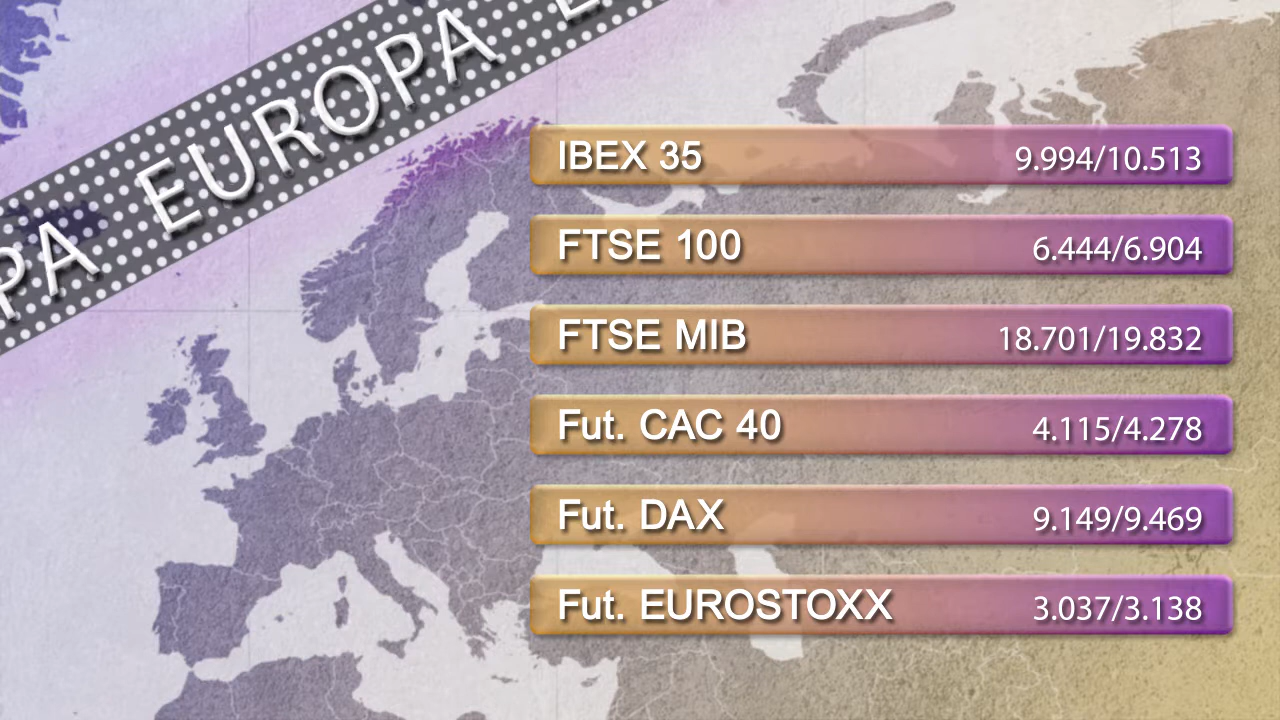 PA EUROPA E
IBEX 35 9.994/10.513
FTSE 100 6.444/6.904
FTSE MIB 18.701/19.832
Fut. CAC 40 4.115/4.278
Fut. DAX 9.149/9.469
Fut. EUROSTOXX 3.037/3.138